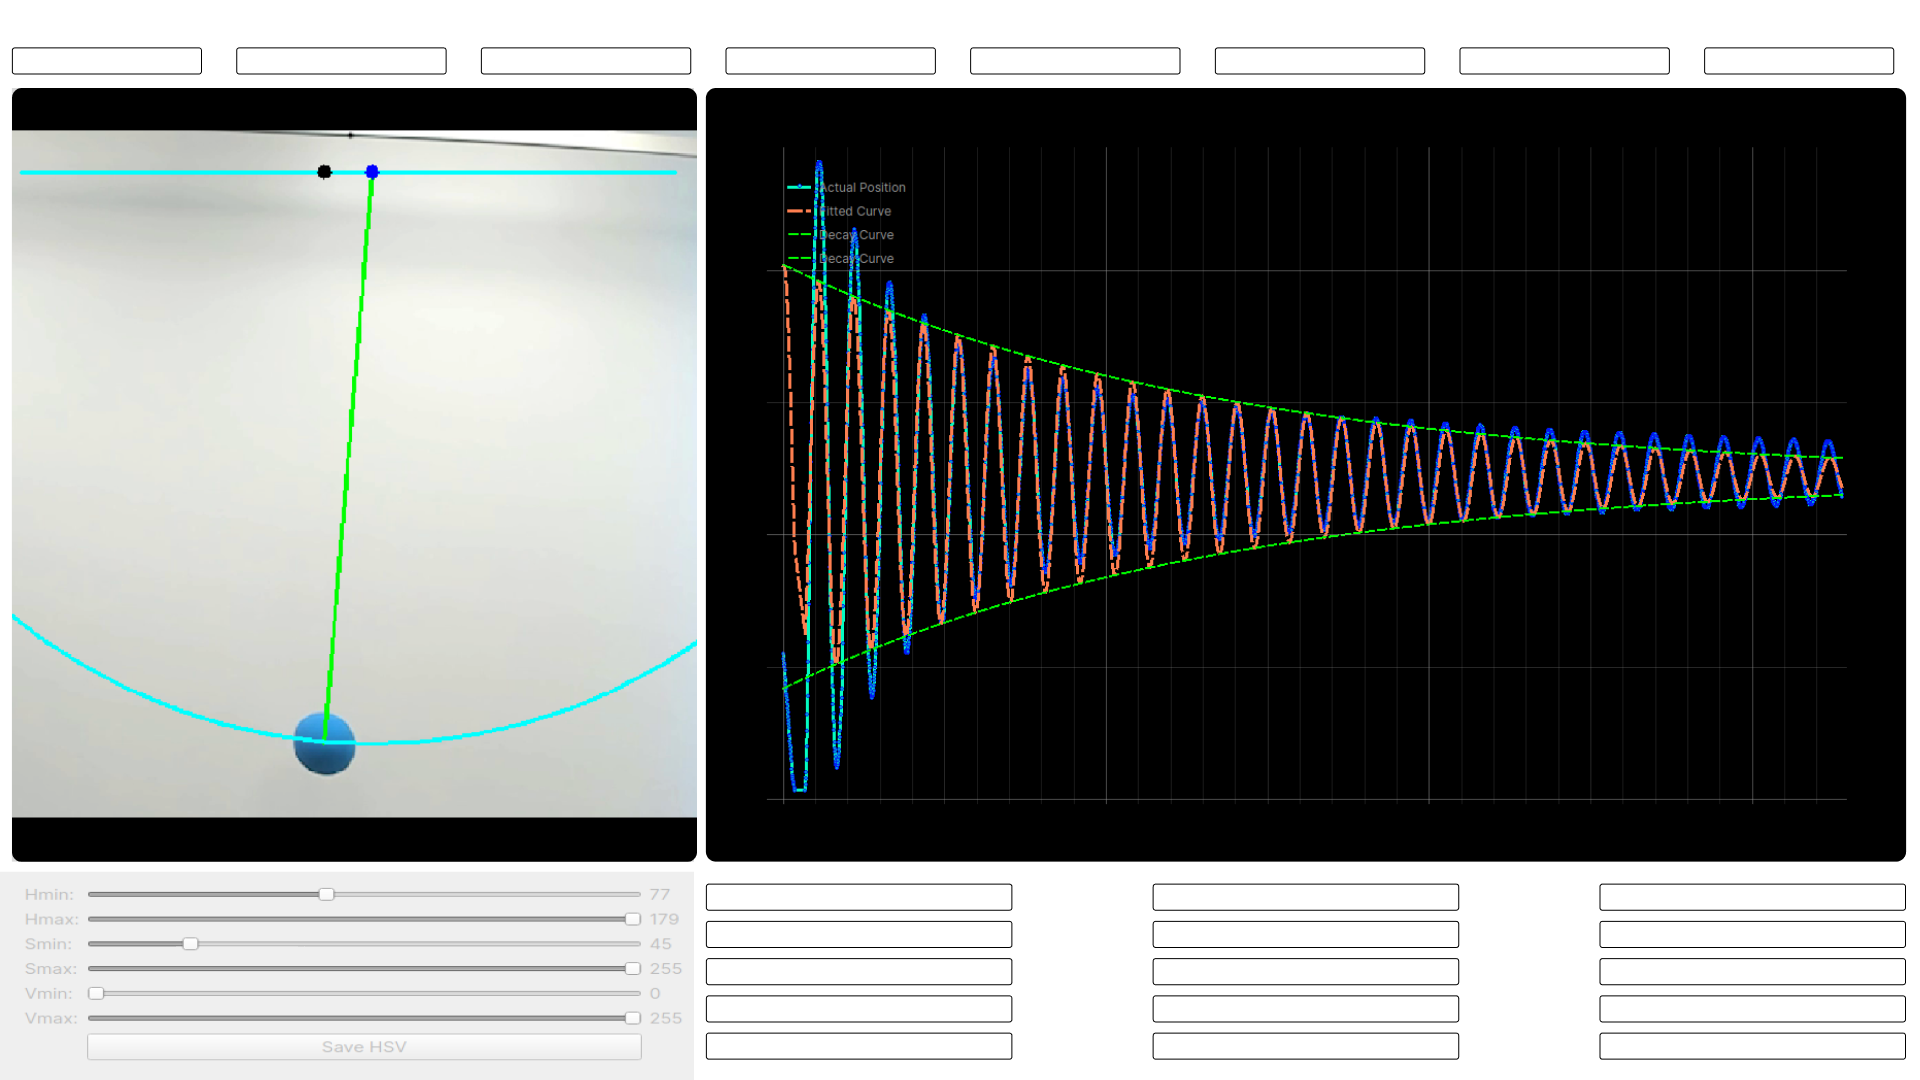 Actual Position
Fitted Curve
Decay Curve
Decay Curve
Hmin: 77
Hmax: 179
Smin: 45
Smax: 255
Vmin: 0
Vmax: 255
Save HSV